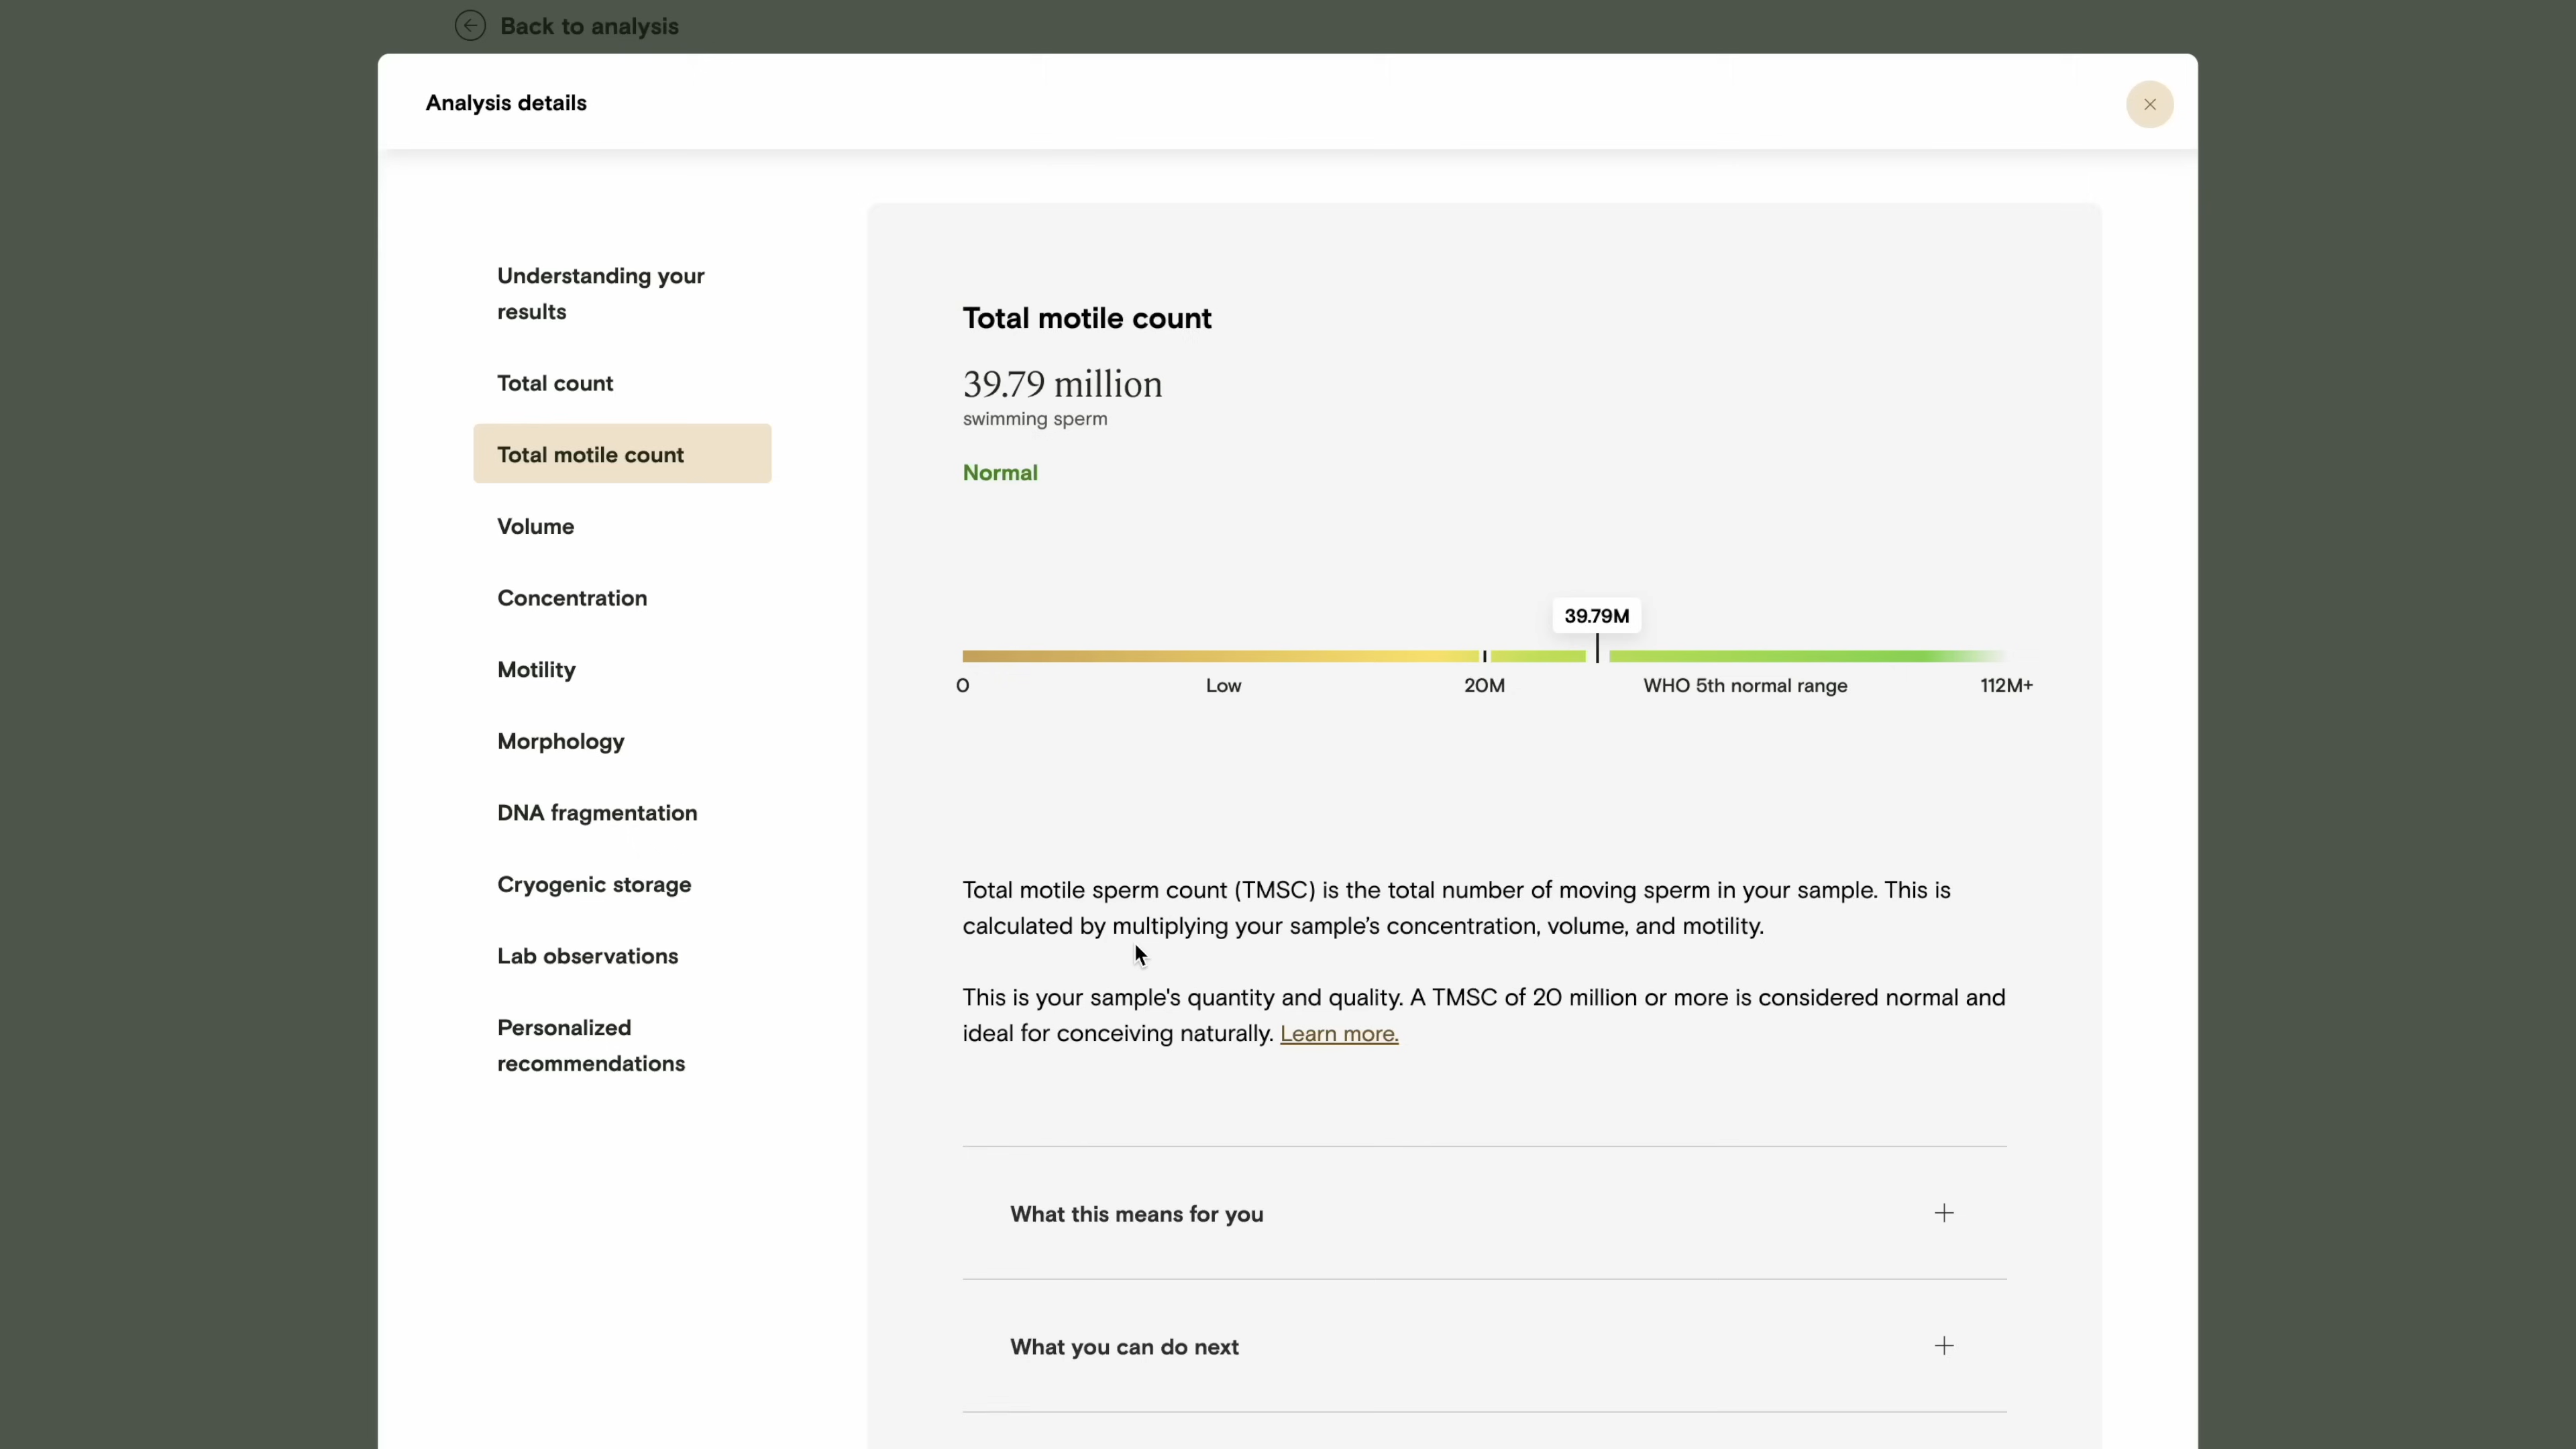 Back to analysis
Analysis details
Understanding your
results
Total count
Total motile count
Volume
Concentration
Motility
Morphology
DNA fragmentation
Cryogenic storage
Lab observations
Personalized
recommendations
Total motile count
39.79 million
swimming sperm
Normal
39.79M
0 Low 20M WHO 5th normal range 112M+
Total motile sperm count (TMSC) is the total number of moving sperm in your sample. This is
calculated by multiplying your sample’s concentration, volume, and motility.
This is your sample's quantity and quality. A TMSC of 20 million or more is considered normal and
ideal for conceiving naturally. Learn more.
What this means for you
What you can do next